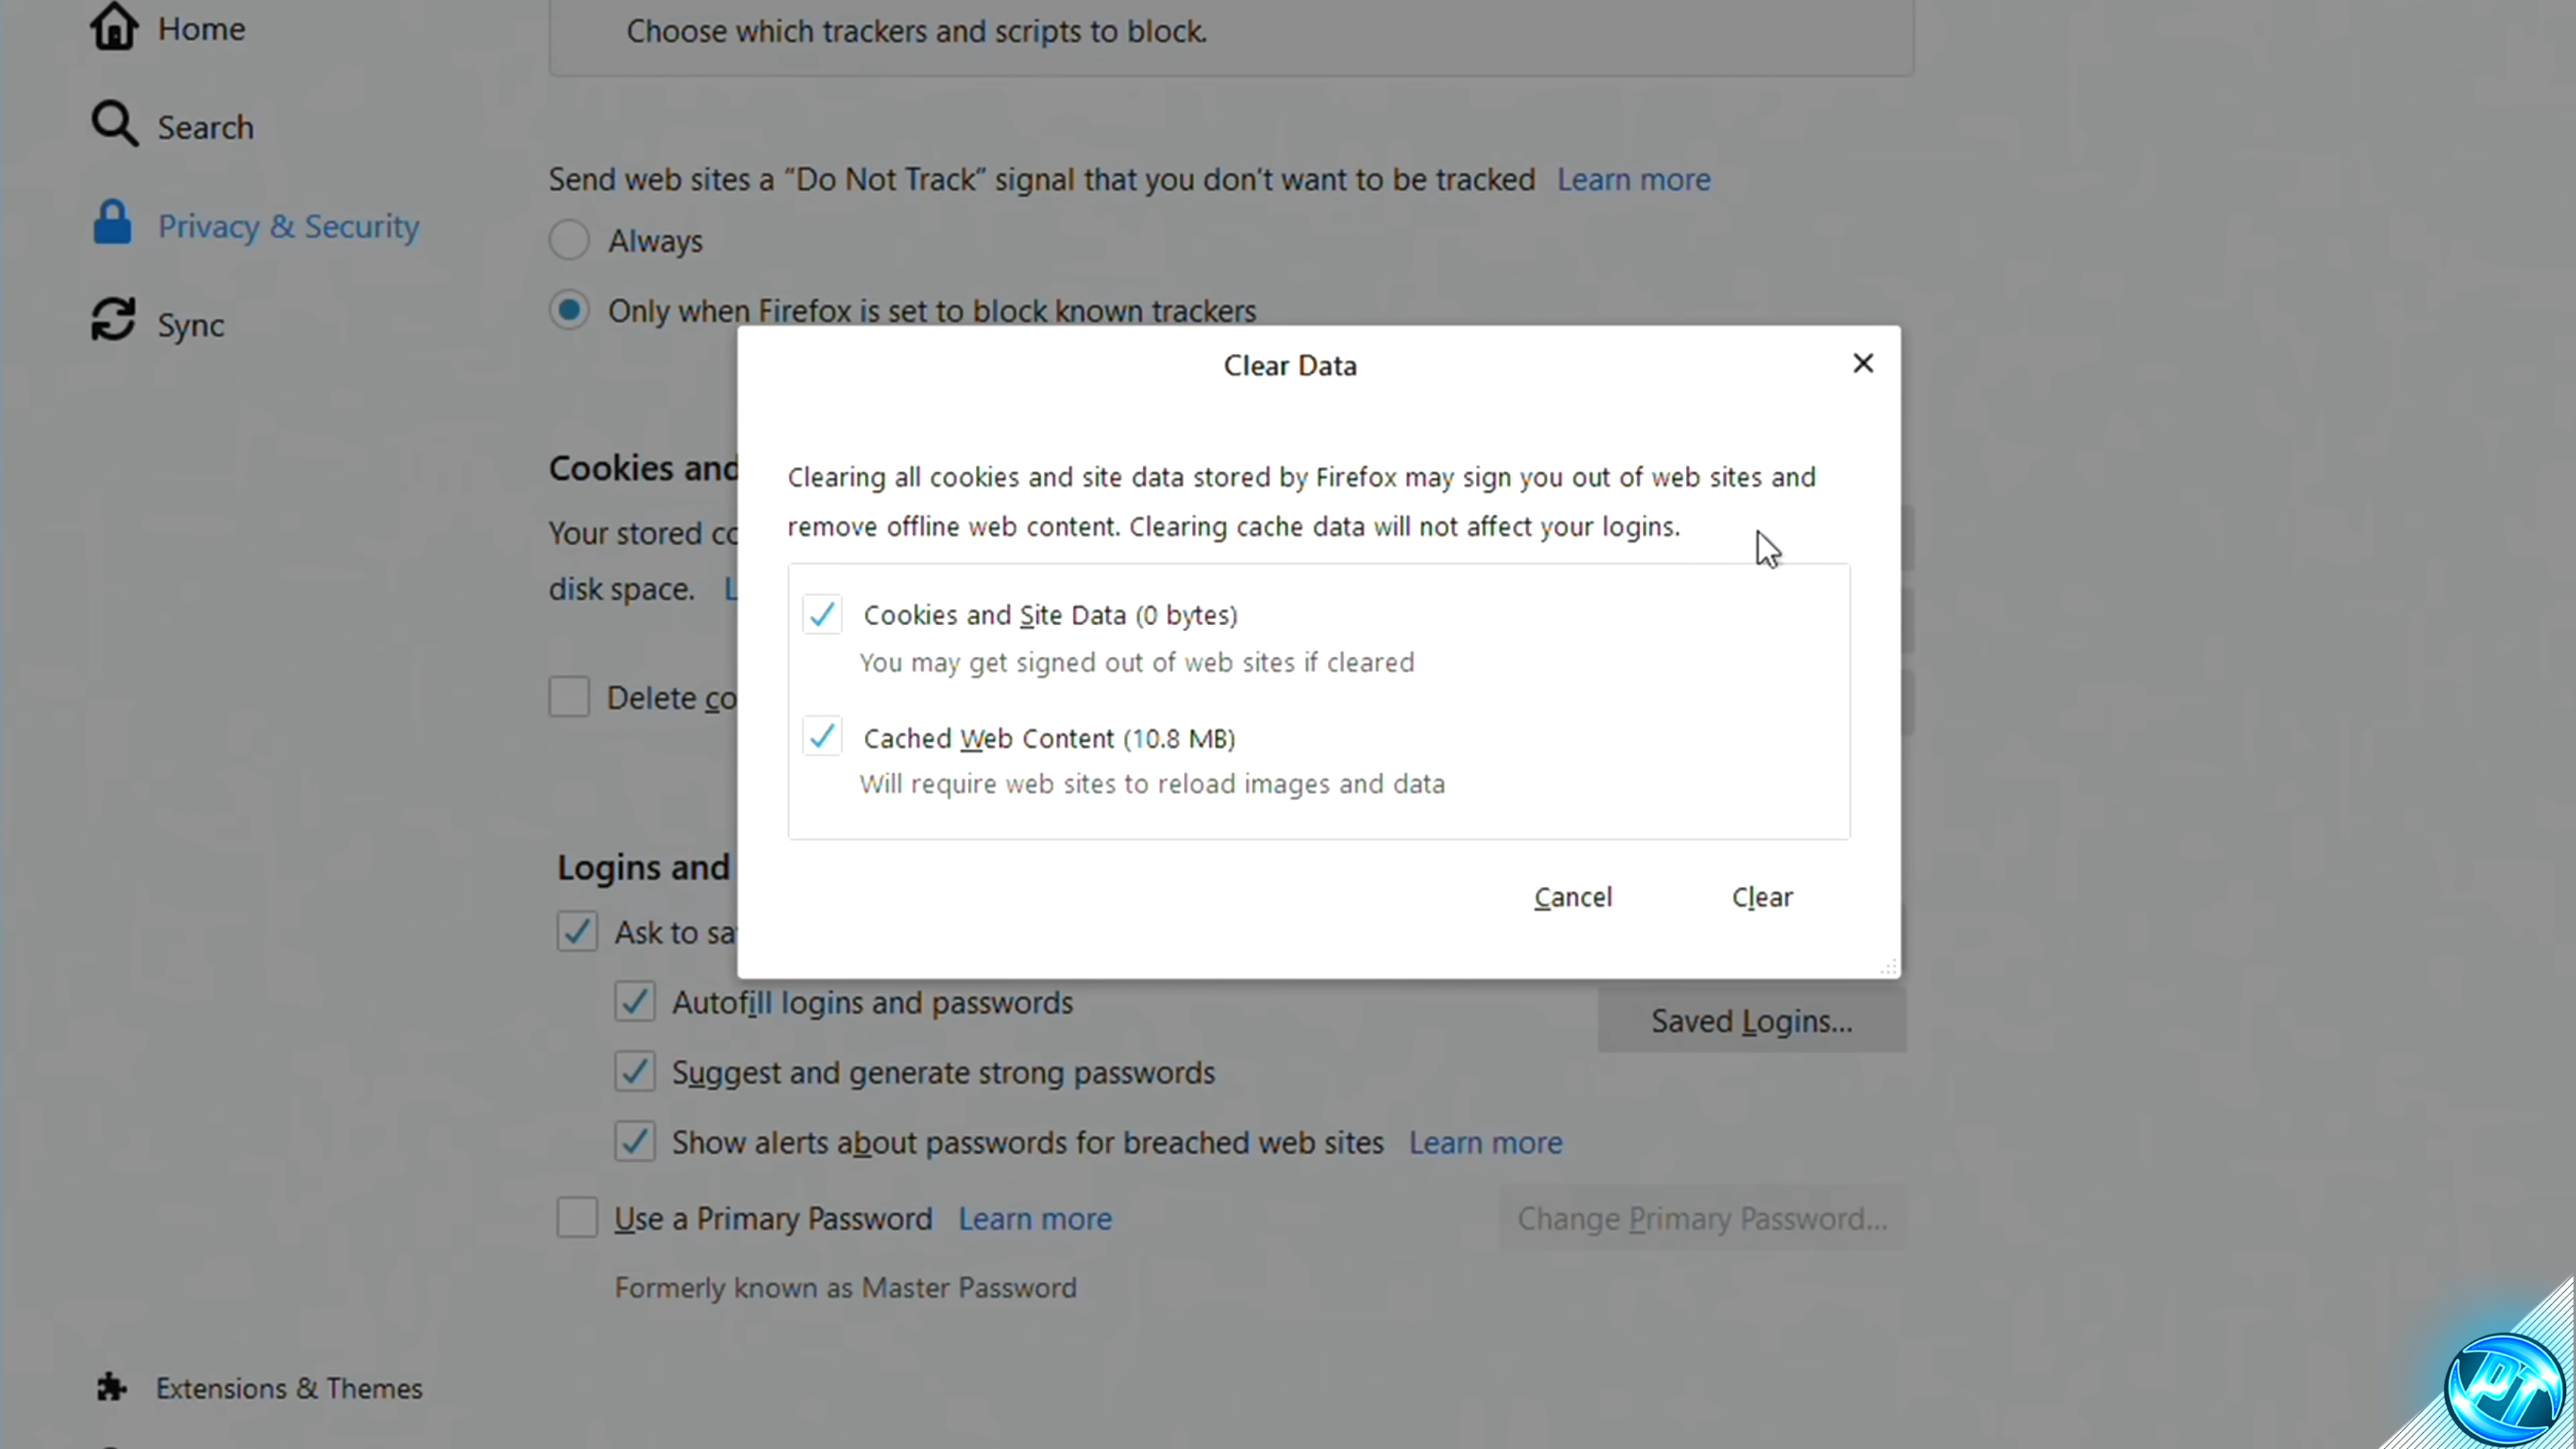 Home
Choose which trackers and scripts to block.
Search
Send web sites a “Do Not Track” signal that you don’t want to be tracked Learn more
Privacy & Security
Always
Only when Firefox is set to block known trackers
Sync
Clear Data
Cookies and
Clearing all cookies and site data stored by Firefox may sign you out of web sites and
Your stored
remove offline web content. Clearing cache data will not affect your logins.
disk space.
Cookies and Site Data (0 bytes)
You may get signed out of web sites if cleared
Delete co
Cached Web Content (10.8 MB)
Will require web sites to reload images and data
Logins and
Cancel Clear
Ask to sa
Autofill logins and passwords
Saved Logins...
Suggest and generate strong passwords
Show alerts about passwords for breached web sites Learn more
Use a Primary Password Learn more
Change Primary Password...
Formerly known as Master Password
Extensions & Themes
PT